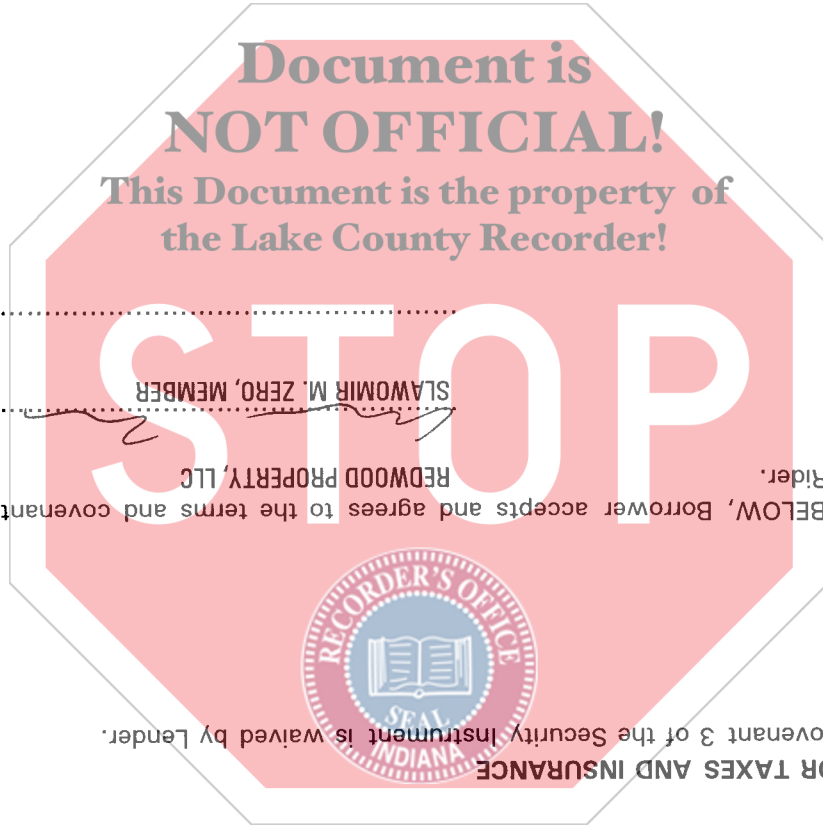 Document is
NOT OFFICIAL!
This Document is the property of
the Lake County Recorder!
STOP
RECORDER'S OFFICE
SEAL
INDIANA
OR TAXES AND INSURANCE
ovenant 3 of the Security Instrument is waived by Lender.
BELOW, Borrower accepts and agrees to the terms and covenant
Rider.
REDWOOD PROPERTY, LLC
SLAWOMIR M. ZERO, MEMBER